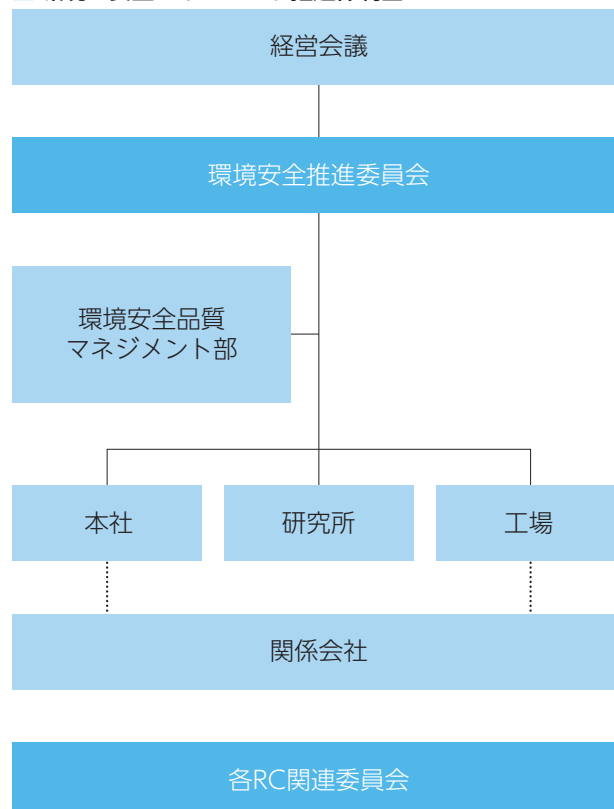 経営会議
環境安全推進委員会
環境安全品質
マネジメント部
本社
研究所
工場
関係会社
各RC関連委員会